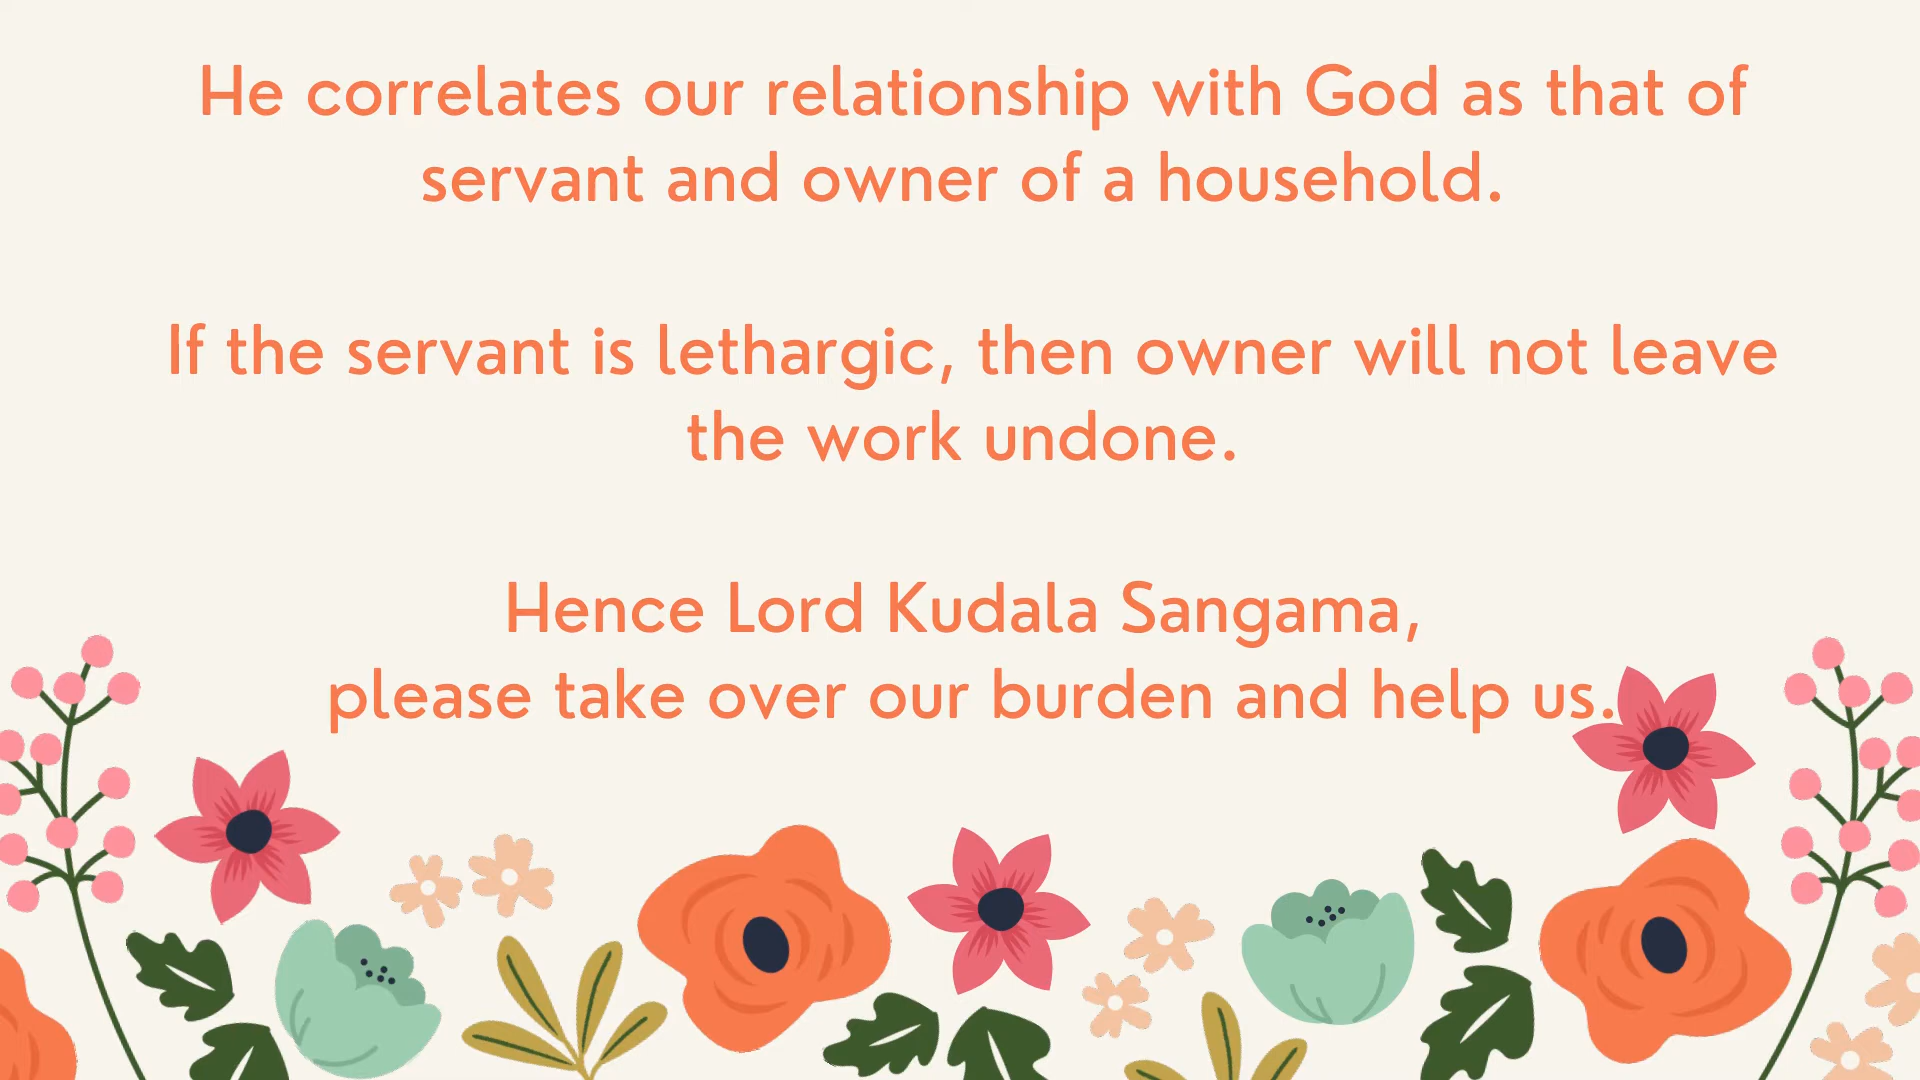 He correlates our relationship with God as that of
servant and owner of a household.
If the servant is lethargic, then owner will not leave
the work undone.
Hence Lord Kudala Sangama,
please take over our burden and help us.